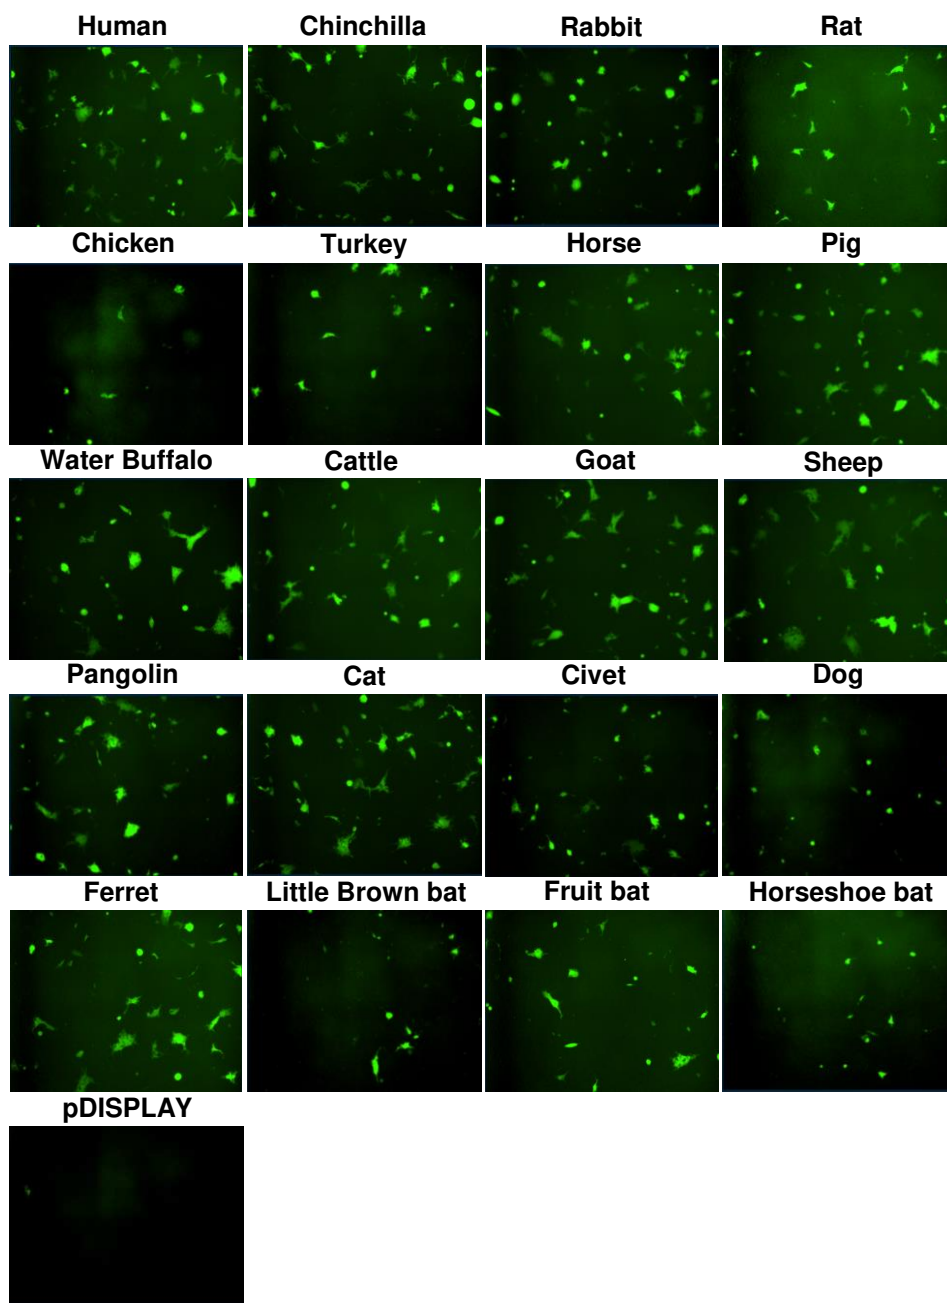 Human Chinchilla Rabbit Rat
Chicken Turkey Horse Pig
Water Buffalo Cattle Goat Sheep
Pangolin Cat Civet Dog
Ferret Little Brown bat Fruit bat Horseshoe bat
pDISPLAY